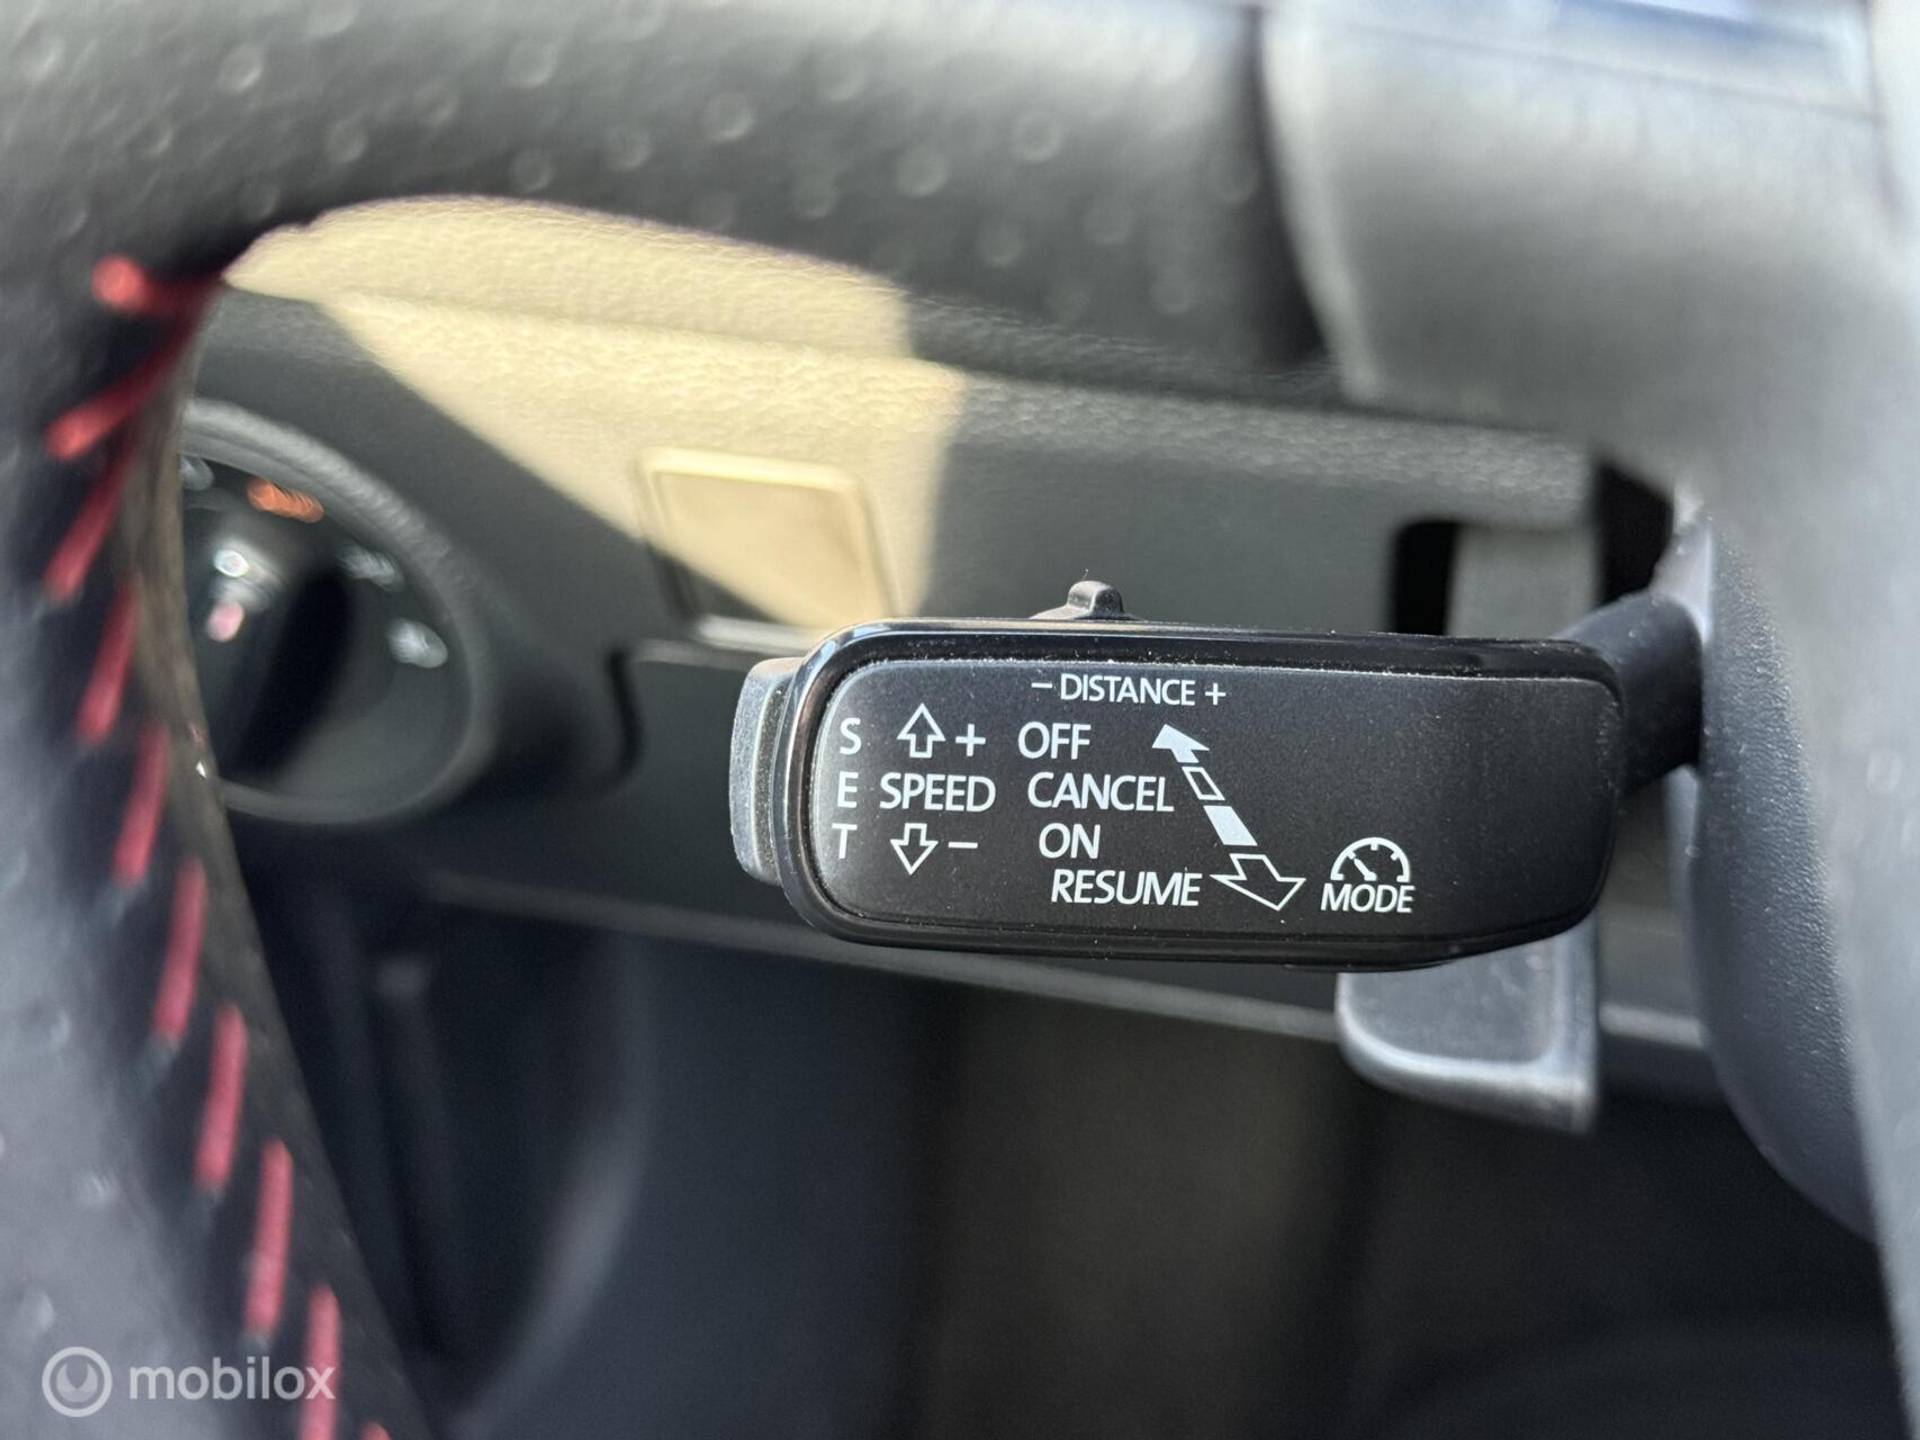 – DISTANCE +
S + OFF
E SPEED CANCEL
T – ON
RESUME
MODE
mobilox